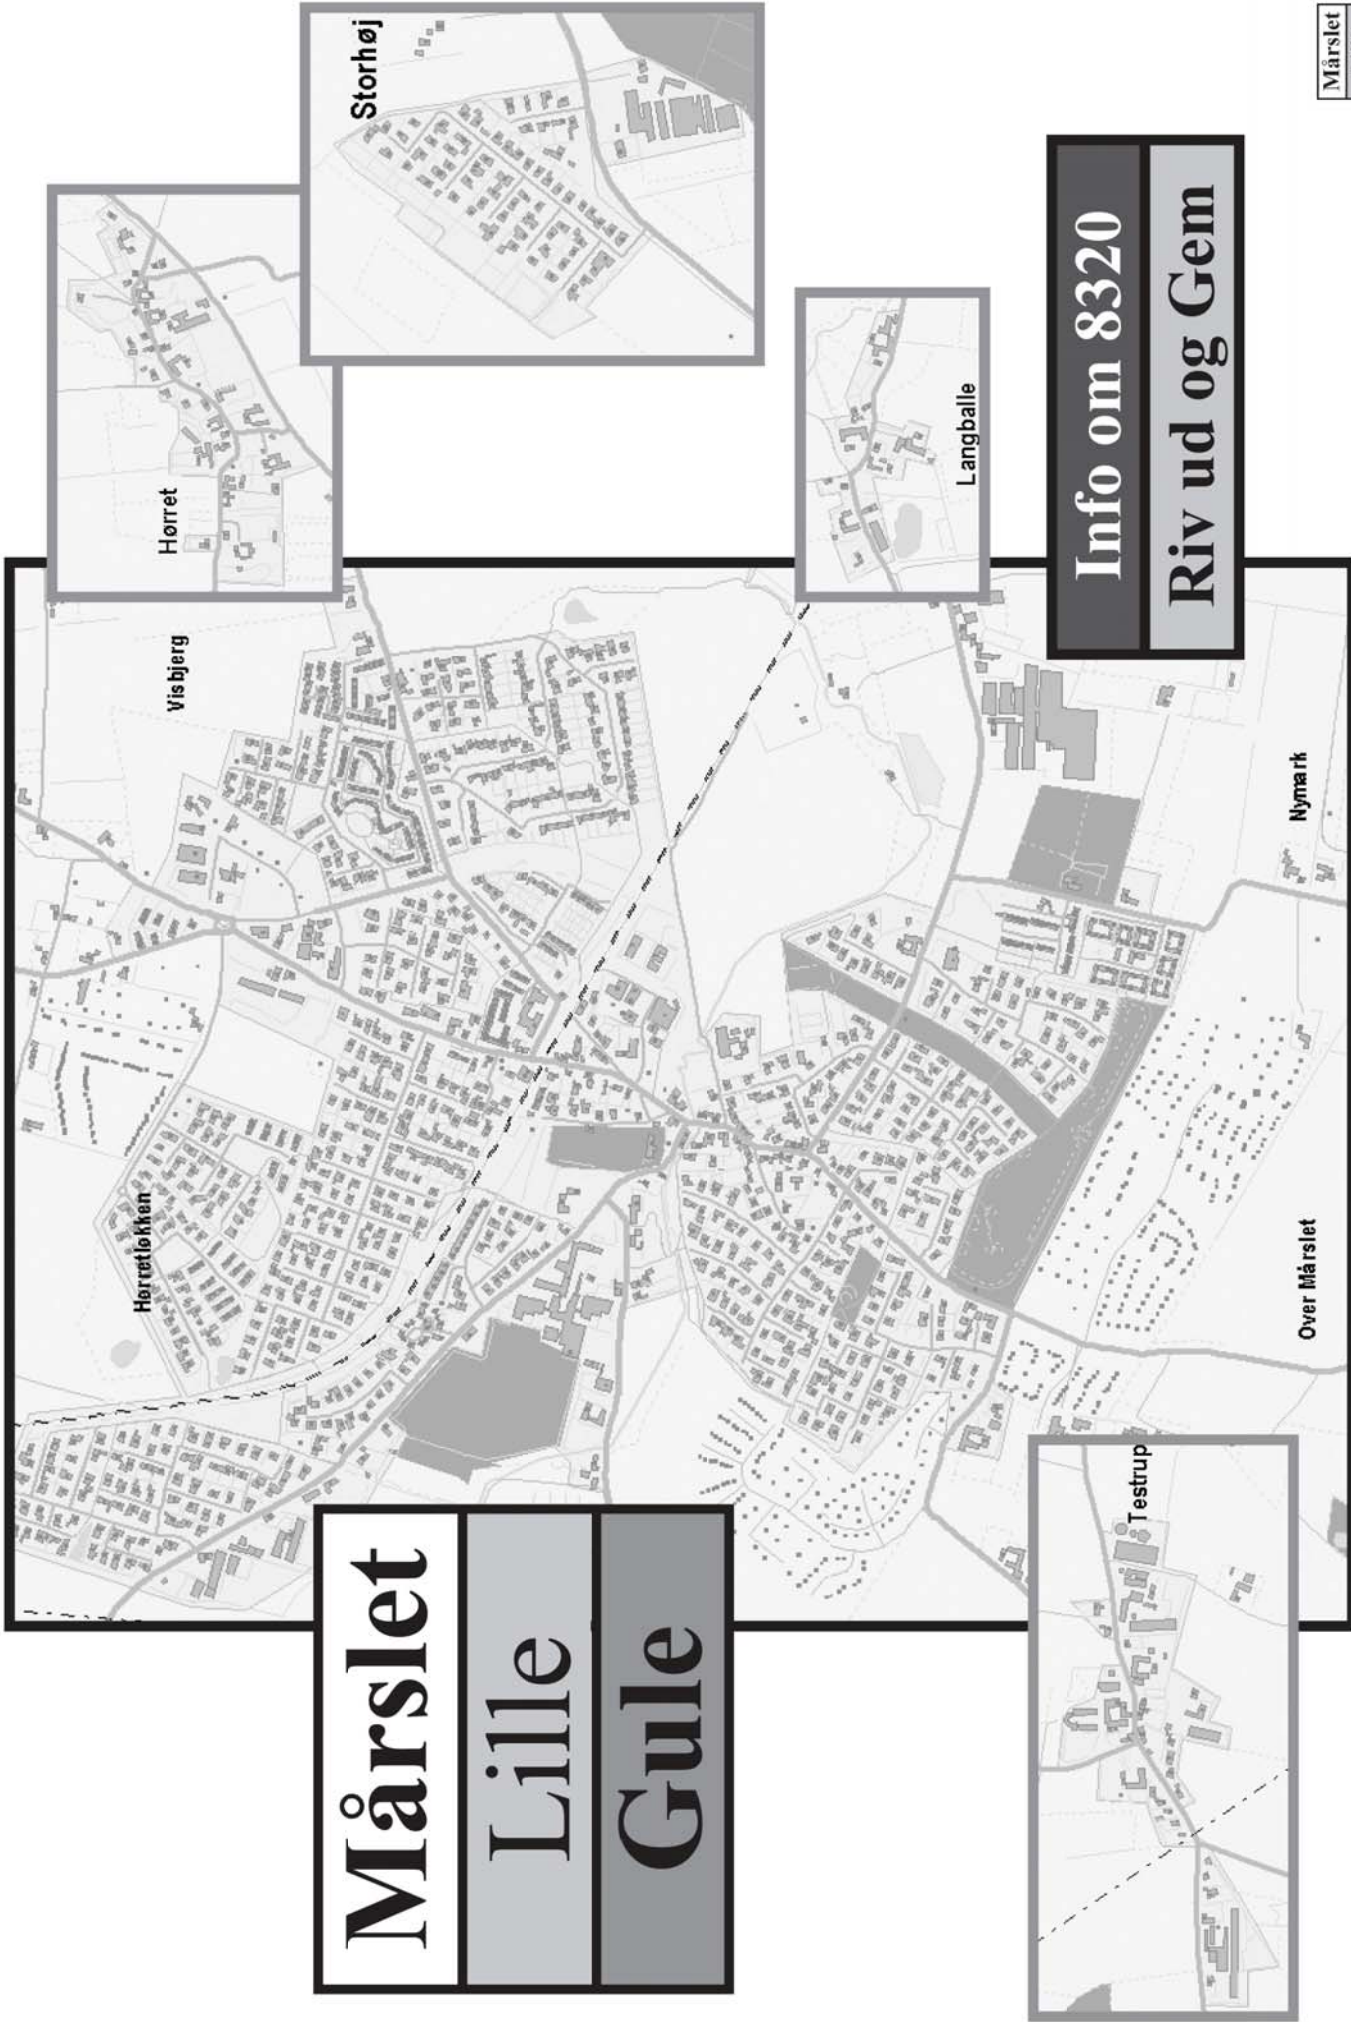 Mårslet
Lille
Gule
Hørretløkken
Visbjerg
Hørret
Storhøj
Langballe
Info om 8320
Riv ud og Gem
Testrup
Over Mårslet
Nymark
Mårslet